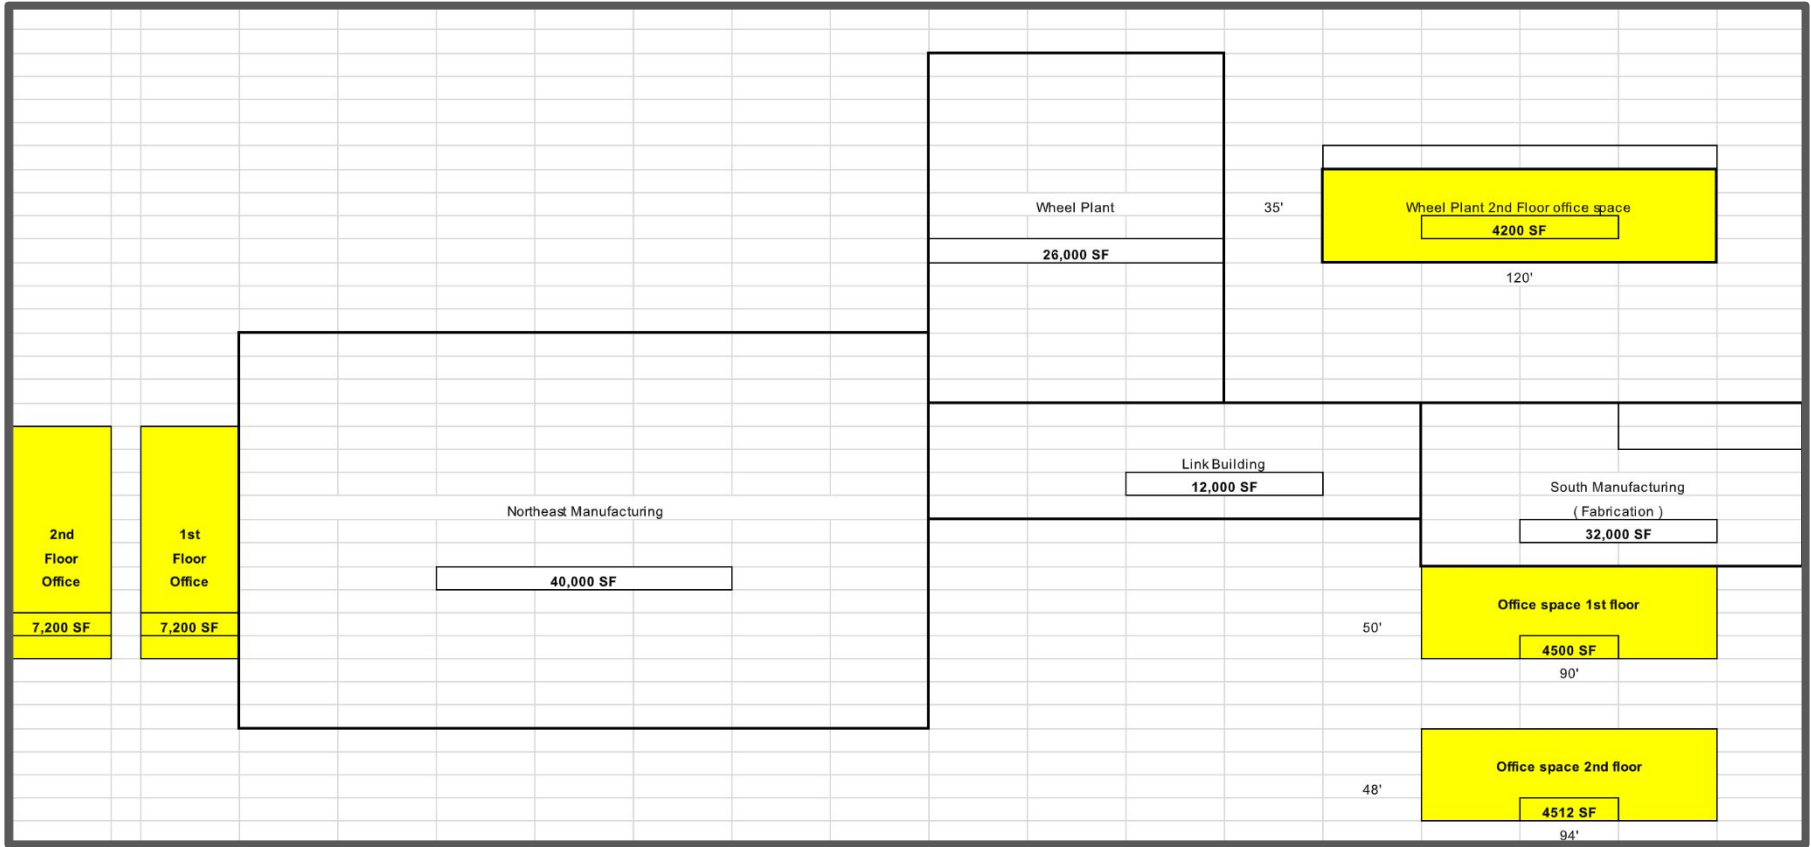 Wheel Plant
26,000 SF
35'
Wheel Plant 2nd Floor office space
4200 SF
120'
Link Building
12,000 SF
South Manufacturing
( Fabrication )
32,000 SF
Northeast Manufacturing
40,000 SF
2nd
Floor
Office
7,200 SF
1st
Floor
Office
7,200 SF
Office space 1st floor
50'
4500 SF
90'
Office space 2nd floor
48'
4512 SF
94'